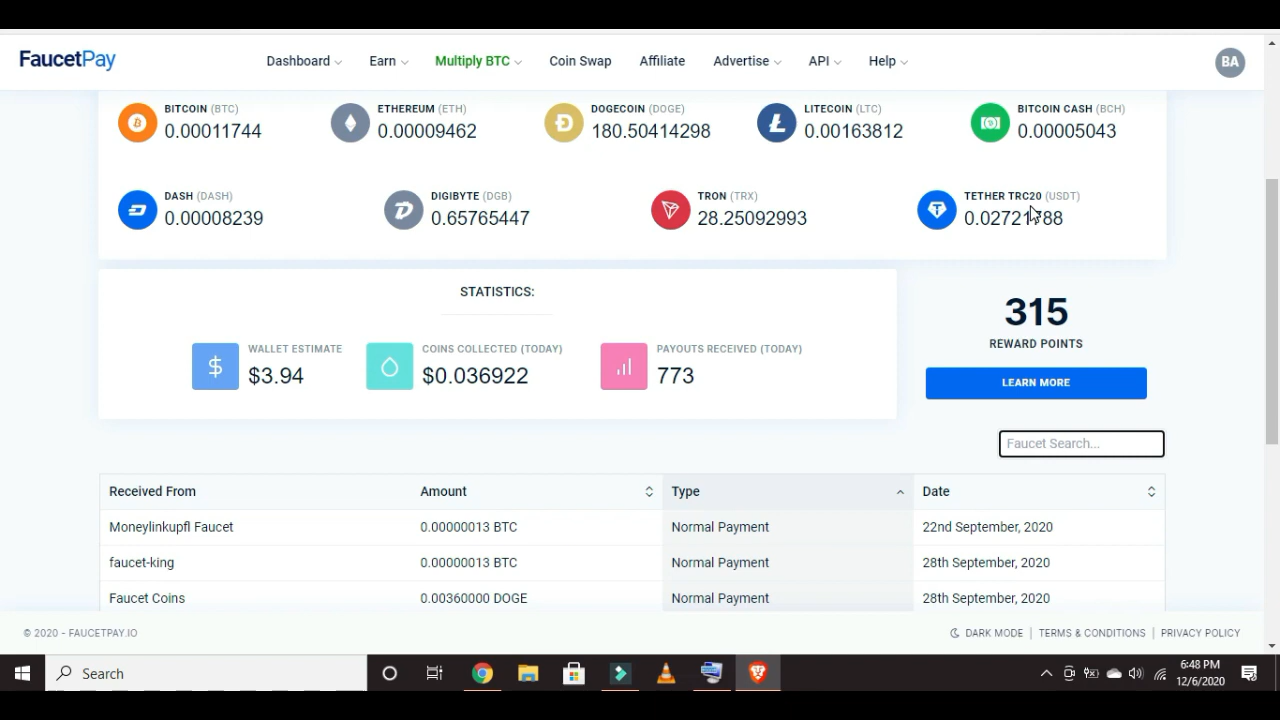 FaucetPay
Dashboard Earn Multiply BTC Coin Swap Affiliate Advertise API Help BA
BITCOIN (BTC) ETHEREUM (ETH) DOGECOIN (DOGE) LITECOIN (LTC) BITCOIN CASH (BCH)
0.00011744 0.00009462 180.50414298 0.00163812 0.00005043
DASH (DASH) DIGIBYTE (DGB) TRON (TRX) TETHER TRC20 (USDT)
0.00008239 0.65765447 28.25092993 0.02721788
STATISTICS:
315
REWARD POINTS
LEARN MORE
WALLET ESTIMATE COINS COLLECTED (TODAY) PAYOUTS RECEIVED (TODAY)
$3.94 $0.036922 773
Faucet Search...
Received From Amount Type Date
Moneylinkupfl Faucet 0.00000013 BTC Normal Payment 22nd September, 2020
faucet-king 0.00000013 BTC Normal Payment 28th September, 2020
Faucet Coins 0.00360000 DOGE Normal Payment 28th September, 2020
© 2020 - FAUCETPAY.IO DARK MODE | TERMS & CONDITIONS | PRIVACY POLICY
Search
6:48 PM
12/6/2020